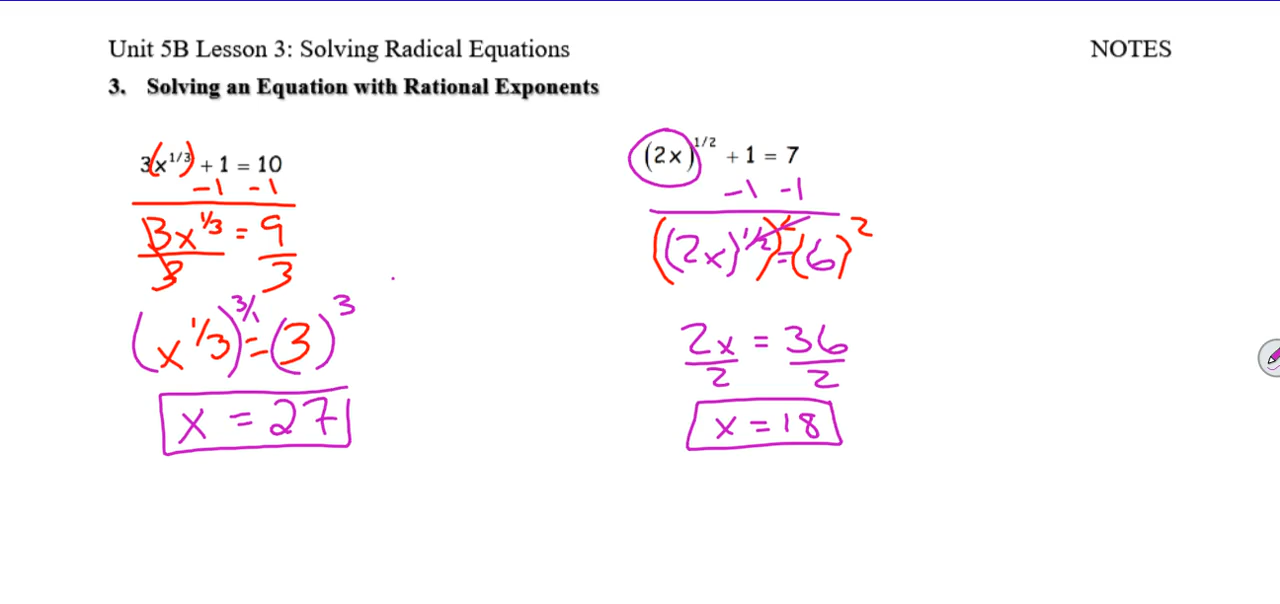 Unit 5B Lesson 3: Solving Radical Equations
NOTES
3. Solving an Equation with Rational Exponents
3(x^1/3) + 1 = 10
-1 -1
3x^1/3 = 9
3 3
(x^1/3)^3/1 = (3)^3
x = 27
(2x)^1/2 + 1 = 7
-1 -1
((2x)^1/2)^2 = (6)^2
2x = 36
2 2
x = 18